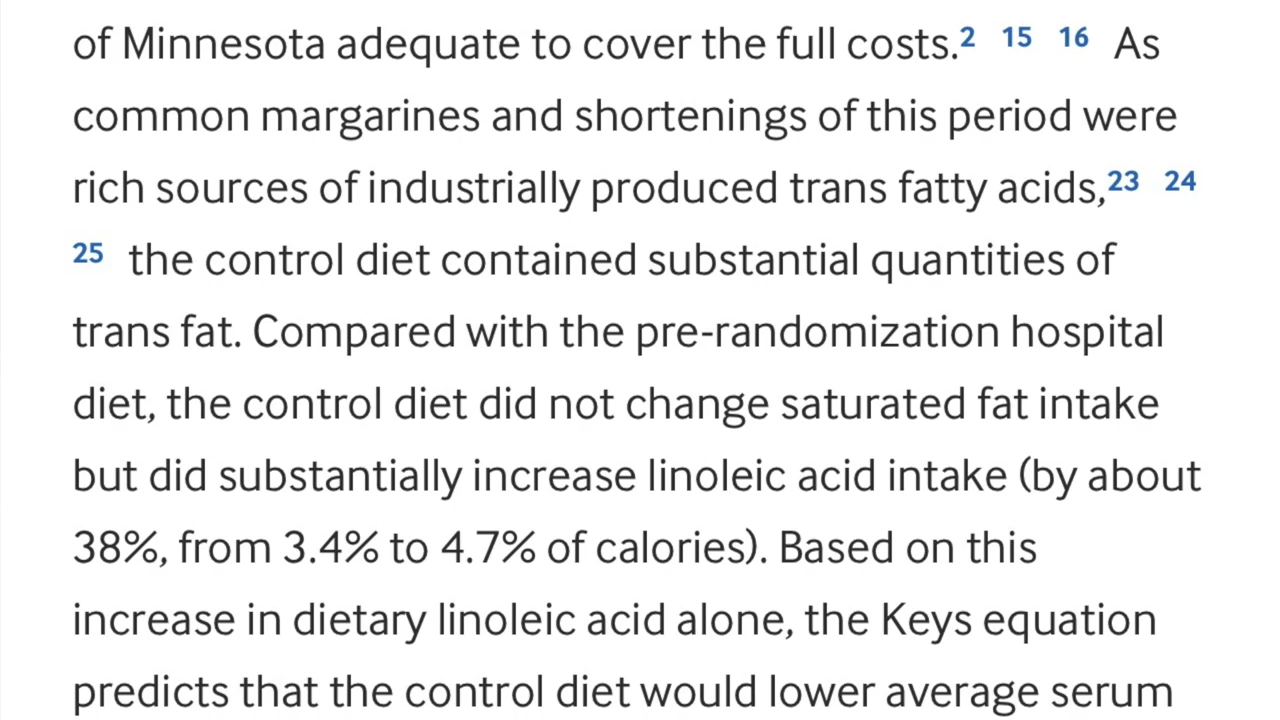 of Minnesota adequate to cover the full costs.2 15 16 As
common margarines and shortenings of this period were
rich sources of industrially produced trans fatty acids,23 24
25 the control diet contained substantial quantities of
trans fat. Compared with the pre-randomization hospital
diet, the control diet did not change saturated fat intake
but did substantially increase linoleic acid intake (by about
38%, from 3.4% to 4.7% of calories). Based on this
increase in dietary linoleic acid alone, the Keys equation
predicts that the control diet would lower average serum